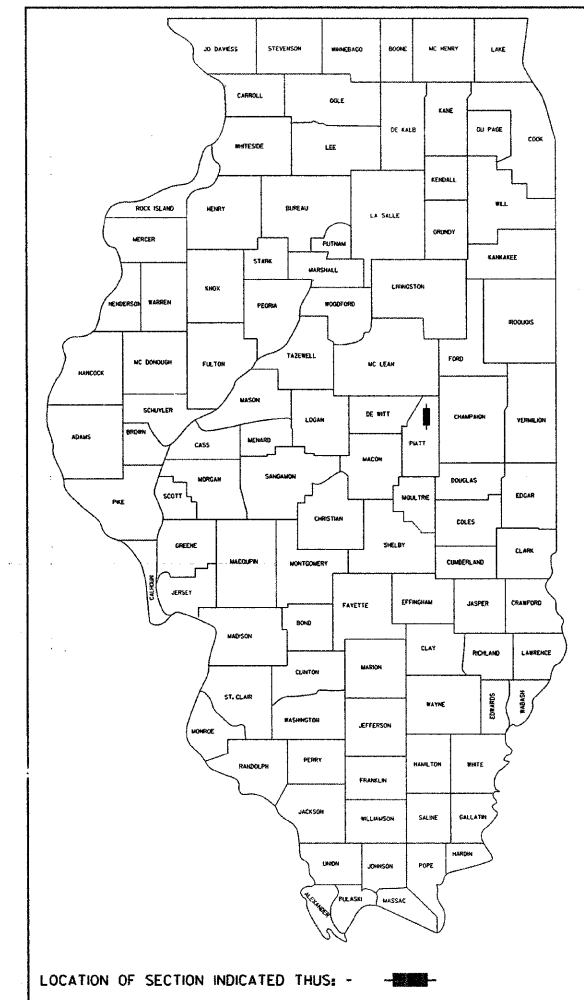 JO DAVIESS STEVENSON WINNEBAGO BOONE MC HENRY LAKE
CARROLL OGLE DE KALB KANE DU PAGE COOK
WHITESIDE LEE KENDALL WILL
ROCK ISLAND HENRY BUREAU LA SALLE GRUNDY
MERCER PUTNAM KANKAKEE
STARK MARSHALL
HENDERSON WARREN KNOX PEORIA WOODFORD LIVINGSTON IROQUOIS
HANCOCK MC DONOUGH FULTON TAZEWELL MC LEAN FORD
MASON
SCHUYLER LOGAN DE WITT CHAMPAIGN VERMILION
ADAMS BROWN CASS MENARD MACON PIATT
MORGAN SANGAMON DOUGLAS
PIKE SCOTT MOULTRIE EDGAR
CHRISTIAN COLES
GREENE MACOUPIN MONTGOMERY SHELBY CUMBERLAND CLARK
CALHOUN JERSEY
FAYETTE EFFINGHAM JASPER CRAWFORD
MADISON BOND
CLAY RICHLAND LAWRENCE
CLINTON MARION
ST. CLAIR WAYNE EDWARDS WABASH
WASHINGTON JEFFERSON
MONROE
RANDOLPH PERRY HAMILTON WHITE
FRANKLIN
JACKSON WILLIAMSON SALINE GALLATIN
UNION JOHNSON POPE HARDIN
ALEXANDER PULASKI MASSAC
LOCATION OF SECTION INDICATED THUS: -